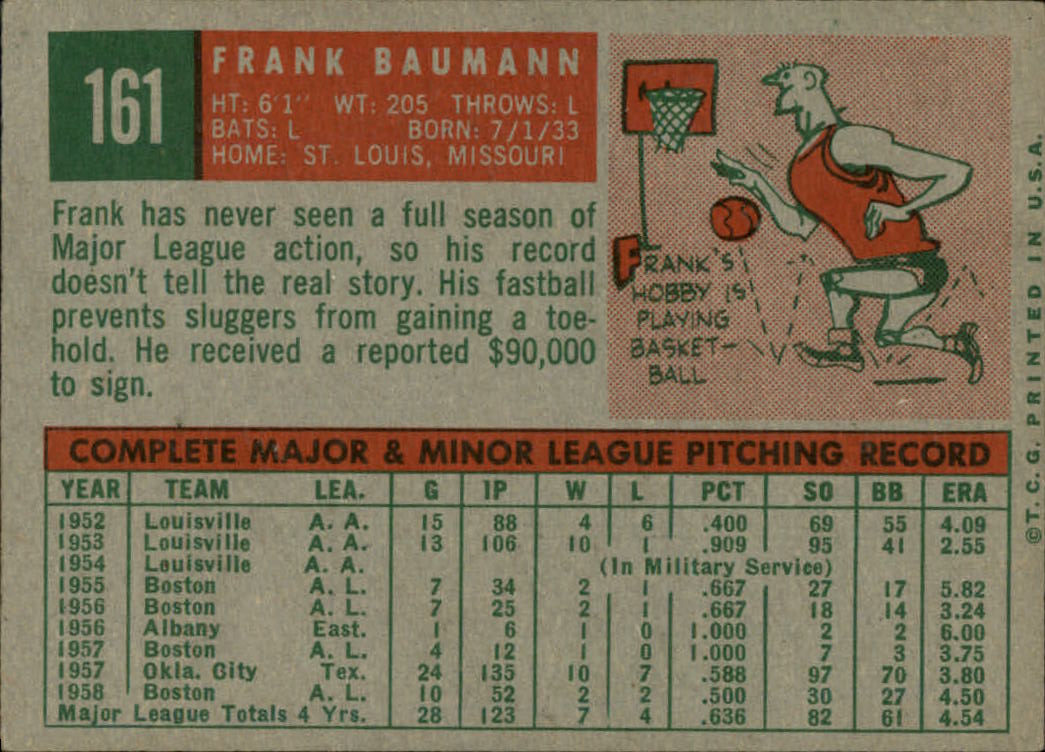 161
FRANK BAUMANN
HT: 6'1" WT: 205 THROWS: L
BATS: L BORN: 7/1/33
HOME: ST. LOUIS, MISSOURI
Frank has never seen a full season of
Major League action, so his record
doesn't tell the real story. His fastball
prevents sluggers from gaining a toe-
hold. He received a reported $90,000
to sign.
FRANK'S
HOBBY IS
PLAYING
BASKET-
BALL
COMPLETE MAJOR & MINOR LEAGUE PITCHING RECORD
YEAR TEAM LEA. G IP W L PCT SO BB ERA
1952 Louisville A. A. 15 88 4 6 .400 69 55 4.09
1953 Louisville A. A. 13 106 10 1 .909 95 41 2.55
1954 Louisville A. A. (In Military Service)
1955 Boston A. L. 7 34 2 1 .667 27 17 5.82
1956 Boston A. L. 7 25 2 1 .667 18 14 3.24
1956 Albany East. 1 6 1 0 1.000 2 2 6.00
1957 Boston A. L. 4 12 1 0 1.000 7 3 3.75
1957 Okla. City Tex. 24 135 10 7 .588 97 70 3.80
1958 Boston A. L. 10 52 2 2 .500 30 27 4.50
Major League Totals 4 Yrs. 28 123 7 4 .636 82 61 4.54
©T. C. G. PRINTED IN U.S.A.